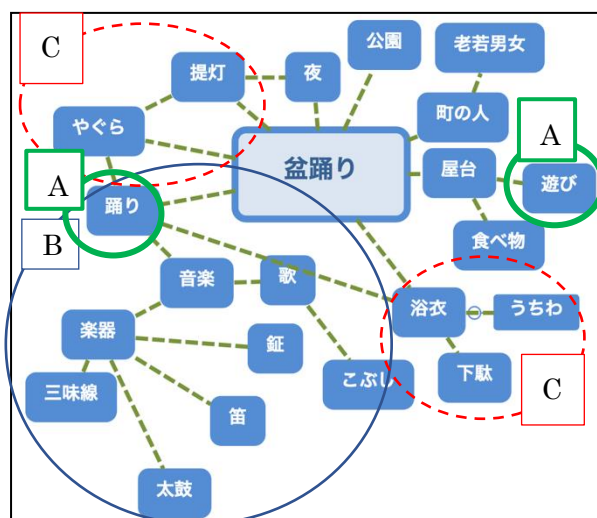 C
提灯
夜
公園
老若男女
町の人
やぐら
盆踊り
屋台
A
遊び
A
踊り
B
食べ物
音楽
歌
浴衣
うちわ
楽器
鉦
こぶし
下駄
C
三味線
笛
太鼓